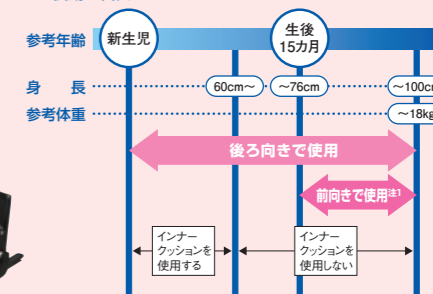 参考年齢
新生児
生後
15カ月
身　長
60cm～
～76cm
～100cm
参考体重
～18kg
後ろ向きで使用
前向きで使用注1
インナー
クッションを
使用する
インナー
クッションを
使用しない